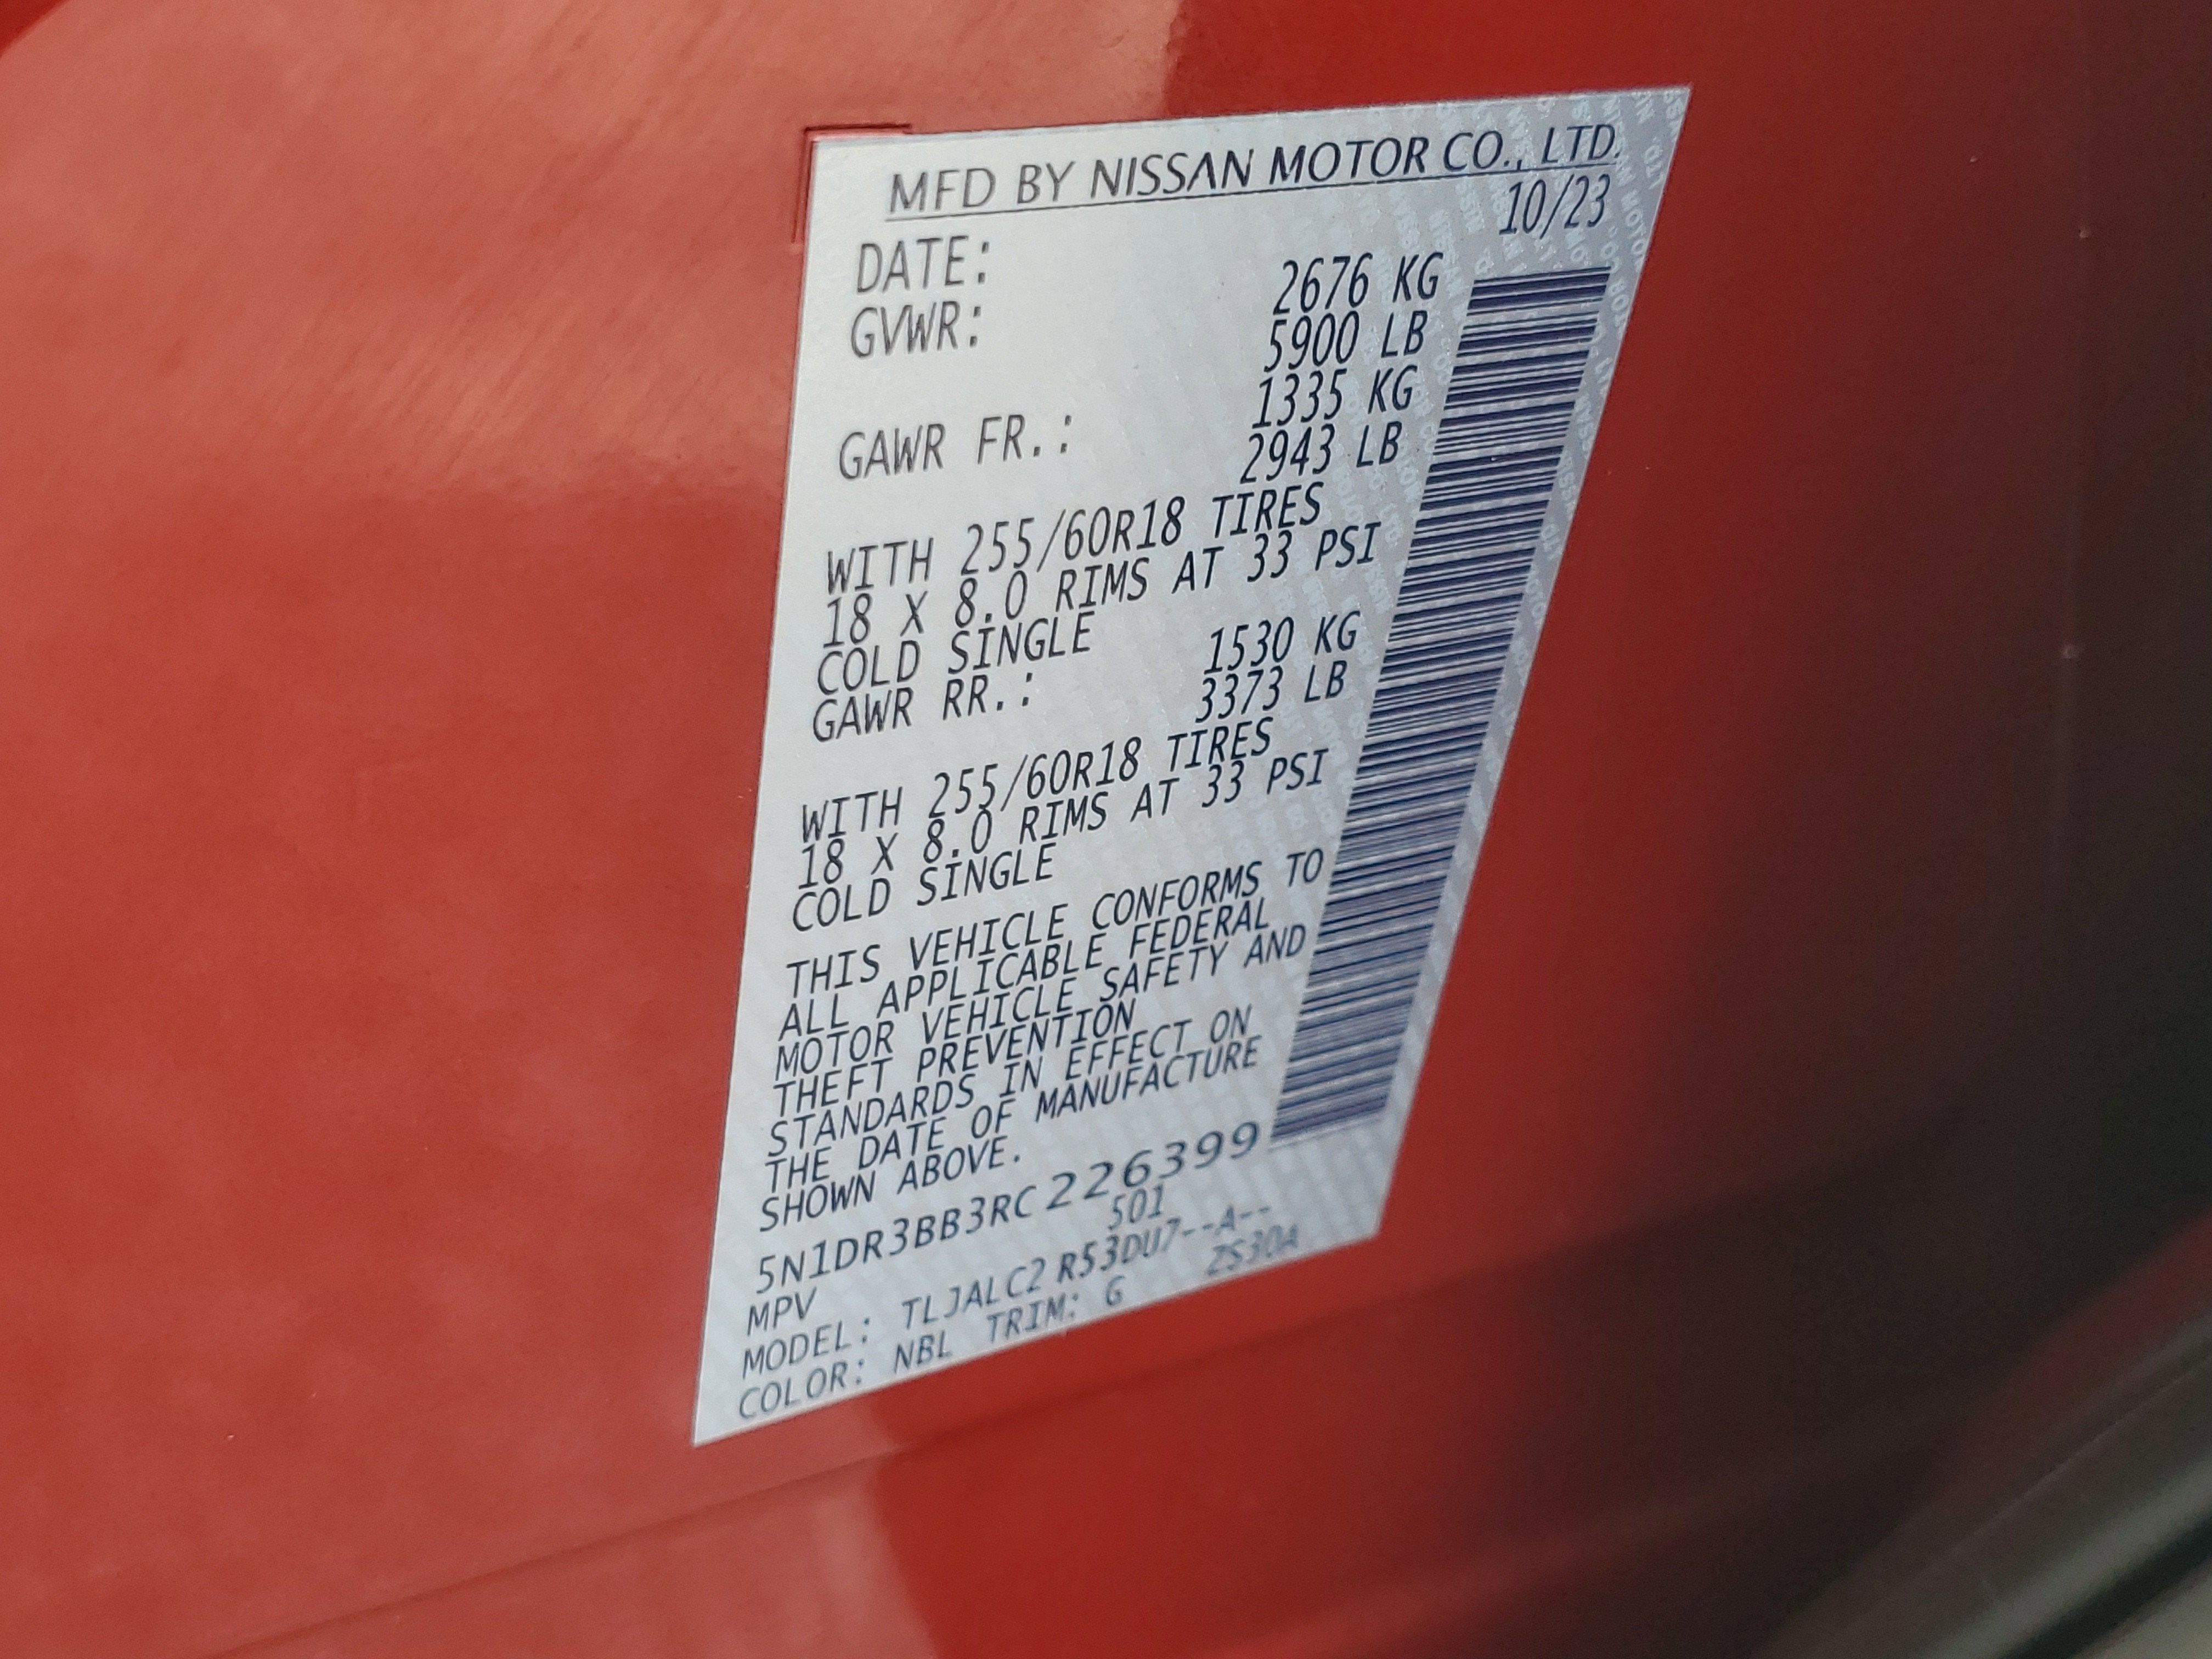 MFD BY NISSAN MOTOR CO., LTD.
DATE: 10/23
GVWR: 2676 KG
5900 LB
GAWR FR.: 1335 KG
2943 LB
WITH 255/60R18 TIRES
18 X 8.0 RIMS AT 33 PSI
COLD SINGLE
GAWR RR.: 1530 KG
3373 LB
WITH 255/60R18 TIRES
18 X 8.0 RIMS AT 33 PSI
COLD SINGLE
THIS VEHICLE CONFORMS TO
ALL APPLICABLE FEDERAL
MOTOR VEHICLE SAFETY AND
THEFT PREVENTION
STANDARDS IN EFFECT ON
THE DATE OF MANUFACTURE
SHOWN ABOVE.
5N1DR3BB3RC226399
MPV 501
MODEL: TLJALC2 R53DU7--A--
COLOR: NBL TRIM: G ZS30A